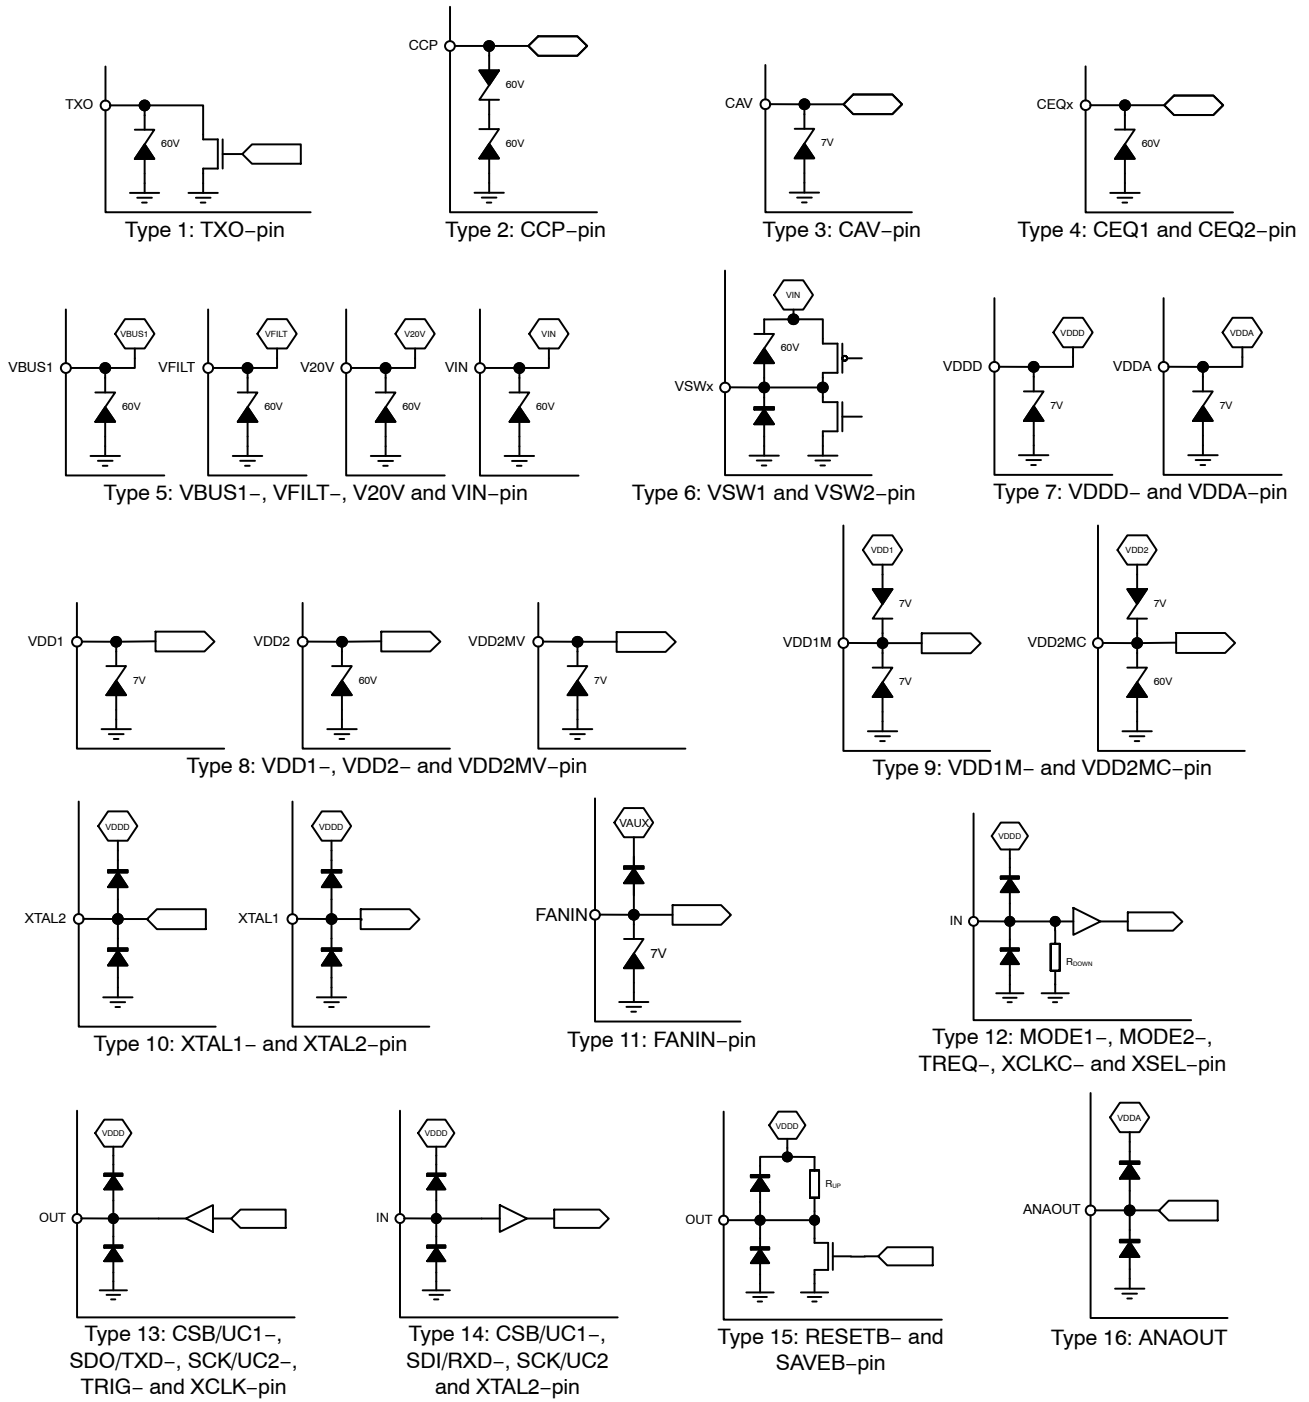 TXO
60V
Type 1: TXO−pin
CCP
60V
60V
Type 2: CCP−pin
CAV
7V
Type 3: CAV−pin
CEQx
60V
Type 4: CEQ1 and CEQ2−pin
VBUS1
VBUS1
60V
VFILT
VFILT
60V
V20V
V20V
60V
VIN
VIN
60V
Type 5: VBUS1−, VFILT−, V20V and VIN−pin
VIN
60V
VSWx
Type 6: VSW1 and VSW2−pin
VDDD
VDDD
7V
VDDA
VDDA
7V
Type 7: VDDD− and VDDA−pin
VDD1
7V
VDD2
60V
VDD2MV
7V
Type 8: VDD1−, VDD2− and VDD2MV−pin
VDD1
7V
VDD1M
7V
VDD2
7V
VDD2MC
60V
Type 9: VDD1M− and VDD2MC−pin
VDDD
XTAL2
VDDD
XTAL1
Type 10: XTAL1− and XTAL2−pin
VAUX
FANIN
7V
Type 11: FANIN−pin
VDDD
IN
RDOWN
Type 12: MODE1−, MODE2−,
TREQ−, XCLKC− and XSEL−pin
VDDD
OUT
Type 13: CSB/UC1−,
SDO/TXD−, SCK/UC2−,
TRIG− and XCLK−pin
VDDD
IN
Type 14: CSB/UC1−,
SDI/RXD−, SCK/UC2
and XTAL2−pin
VDDD
RUP
OUT
Type 15: RESETB− and
SAVEB−pin
VDDA
ANAOUT
Type 16: ANAOUT